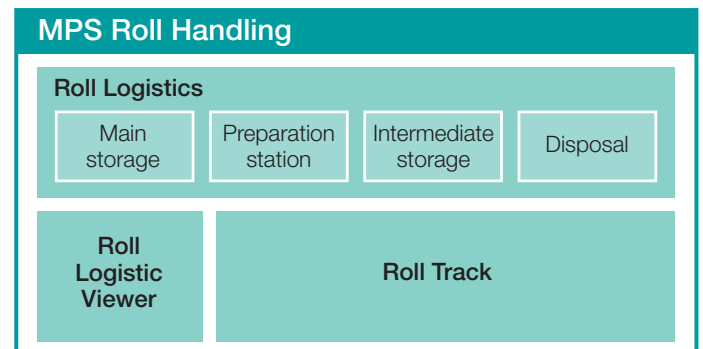 MPS Roll Handling
Roll Logistics
Main
storage
Preparation
station
Intermediate
storage
Disposal
Roll
Logistic
Viewer
Roll Track